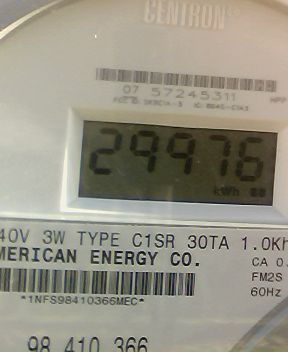 CENTRON®
07 57245311
29976
kWh
40V 3W TYPE C1SR 30TA 1.0Kh
MERICAN ENERGY CO.
CA 0.
FM2S
60Hz
*1NFS98410366MEC*
98 410 366